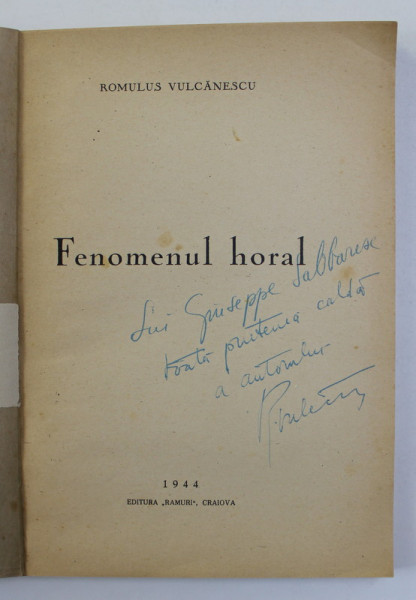 ROMULUS VULCĂNESCU
Fenomenul horal
Lui Giuseppe Sabbarese
toată prietenia caldă
a autorului
1944
EDITURA „RAMURI”, CRAIOVA